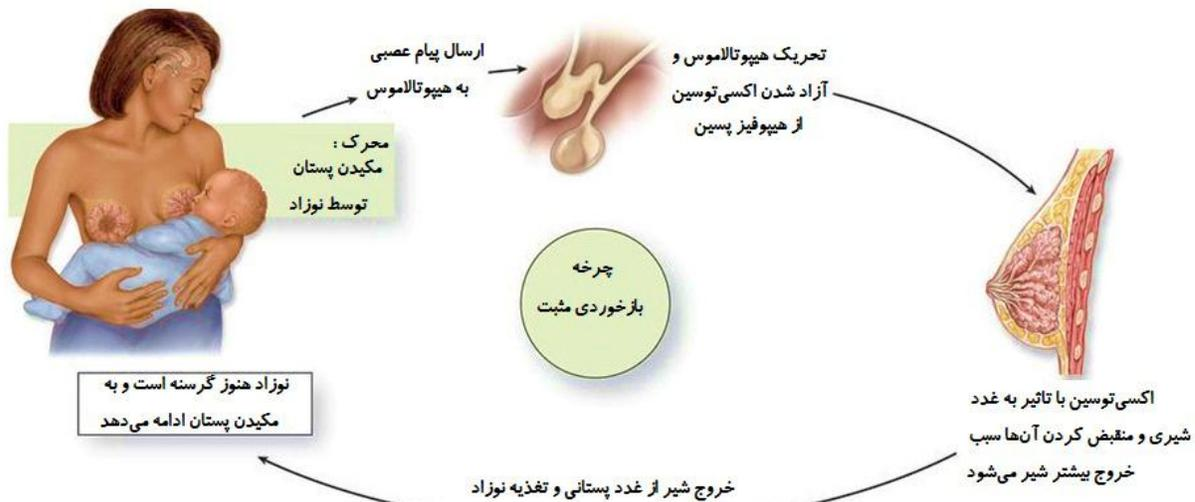 ارسال پیام عصبی
به هیپوتالاموس
تحریک هیپوتالاموس و
آزاد شدن اکسی‌توسین
از هیپوفیز پسین
محرک :
مکیدن پستان
توسط نوزاد
چرخه
بازخوردی مثبت
اکسی‌توسین با تاثیر به غدد
شیری و منقبض کردن آن‌ها سبب
خروج بیشتر شیر می‌شود
خروج شیر از غدد پستانی و تغذیه نوزاد
نوزاد هنوز گرسنه است و به
مکیدن پستان ادامه می‌دهد